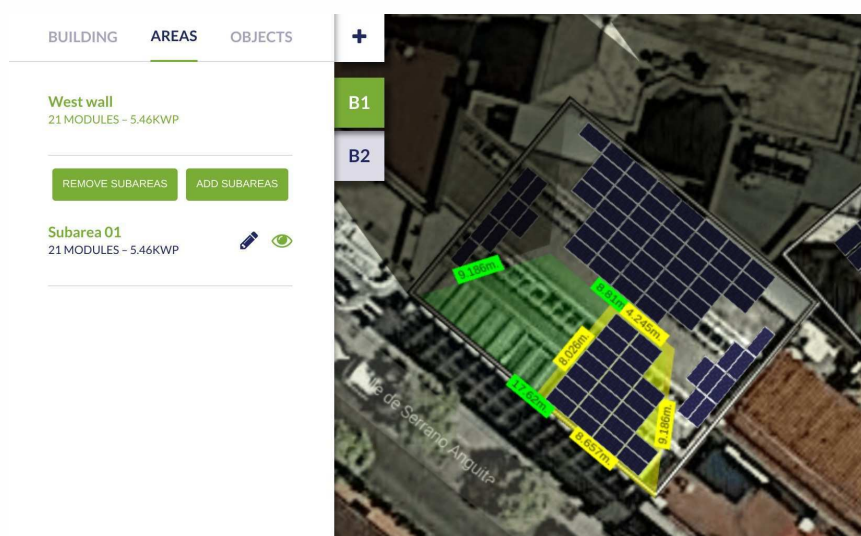 BUILDING AREAS OBJECTS
+
West wall
21 MODULES – 5.46KWP
B1
B2
REMOVE SUBAREAS ADD SUBAREAS
Subarea 01
21 MODULES – 5.46KWP
9.186m.
8.81m
4.245m.
8.026m.
17.62m.
9.186m.
8.657m.
de Serrano Anguita